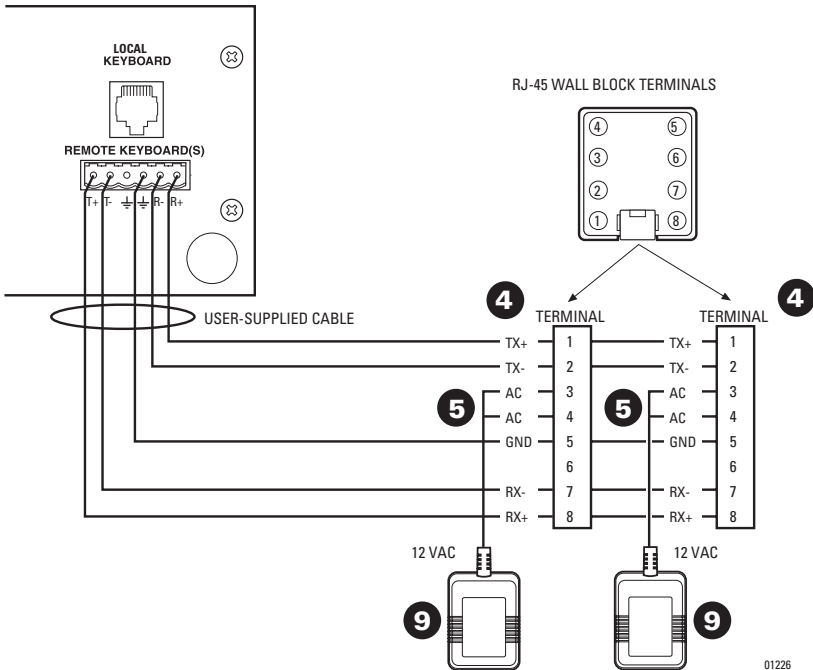 LOCAL
KEYBOARD
REMOTE KEYBOARD(S)
T+ T- R- R+
USER-SUPPLIED CABLE
RJ-45 WALL BLOCK TERMINALS
4 5
3 6
2 7
1 8
4 TERMINAL TERMINAL 4
TX+ 1 TX+ 1
TX- 2 TX- 2
5 AC 3 5 AC 3
AC 4 AC 4
GND 5 GND 5
6 6
RX- 7 RX- 7
RX+ 8 RX+ 8
12 VAC 12 VAC
9 9
01226